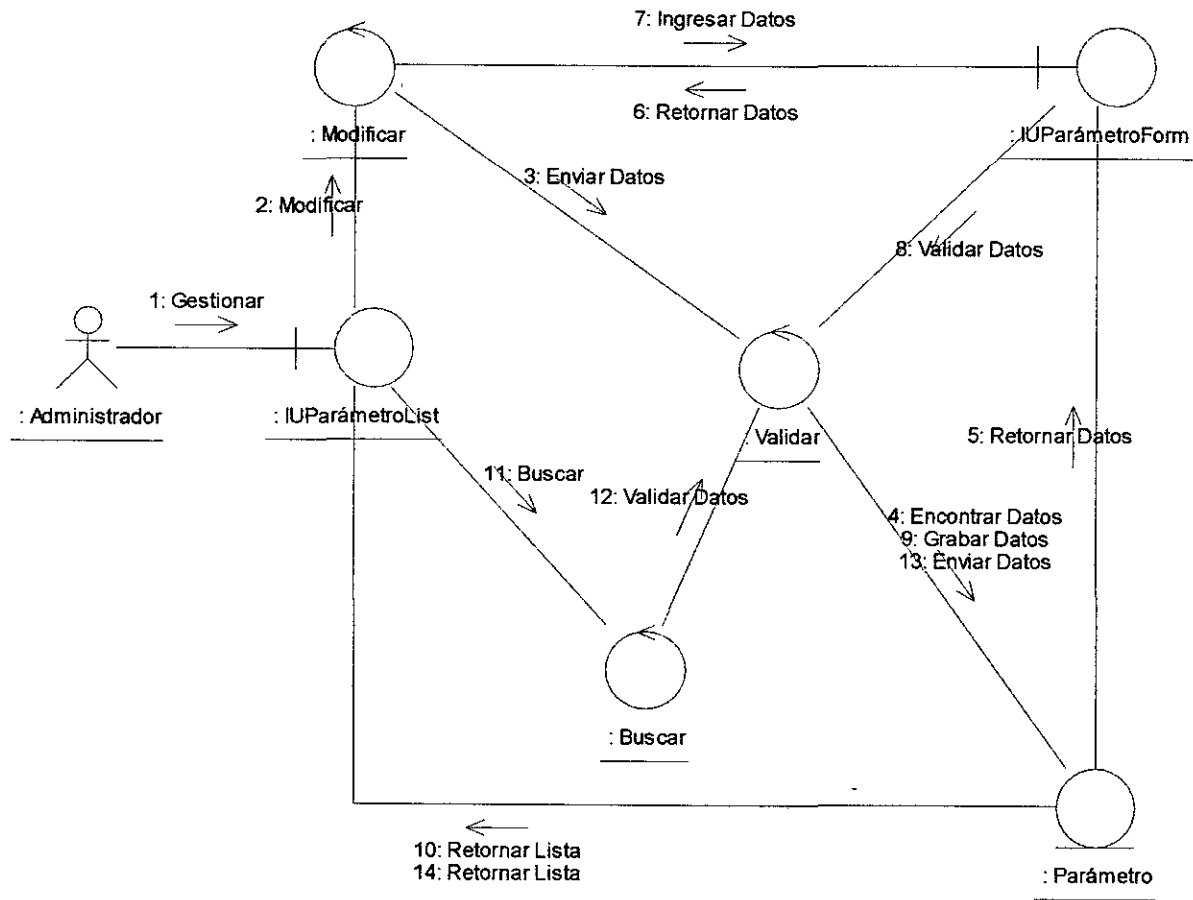 7: Ingresar Datos
6: Retornar Datos
: Modificar
: IUParámetroForm
3: Enviar Datos
2: Modificar
8: Validar Datos
1: Gestionar
: Administrador
: IUParámetroList
: Validar
5: Retornar Datos
11: Buscar
12: Validar Datos
4: Encontrar Datos
9: Grabar Datos
13: Enviar Datos
: Buscar
10: Retornar Lista
14: Retornar Lista
: Parámetro